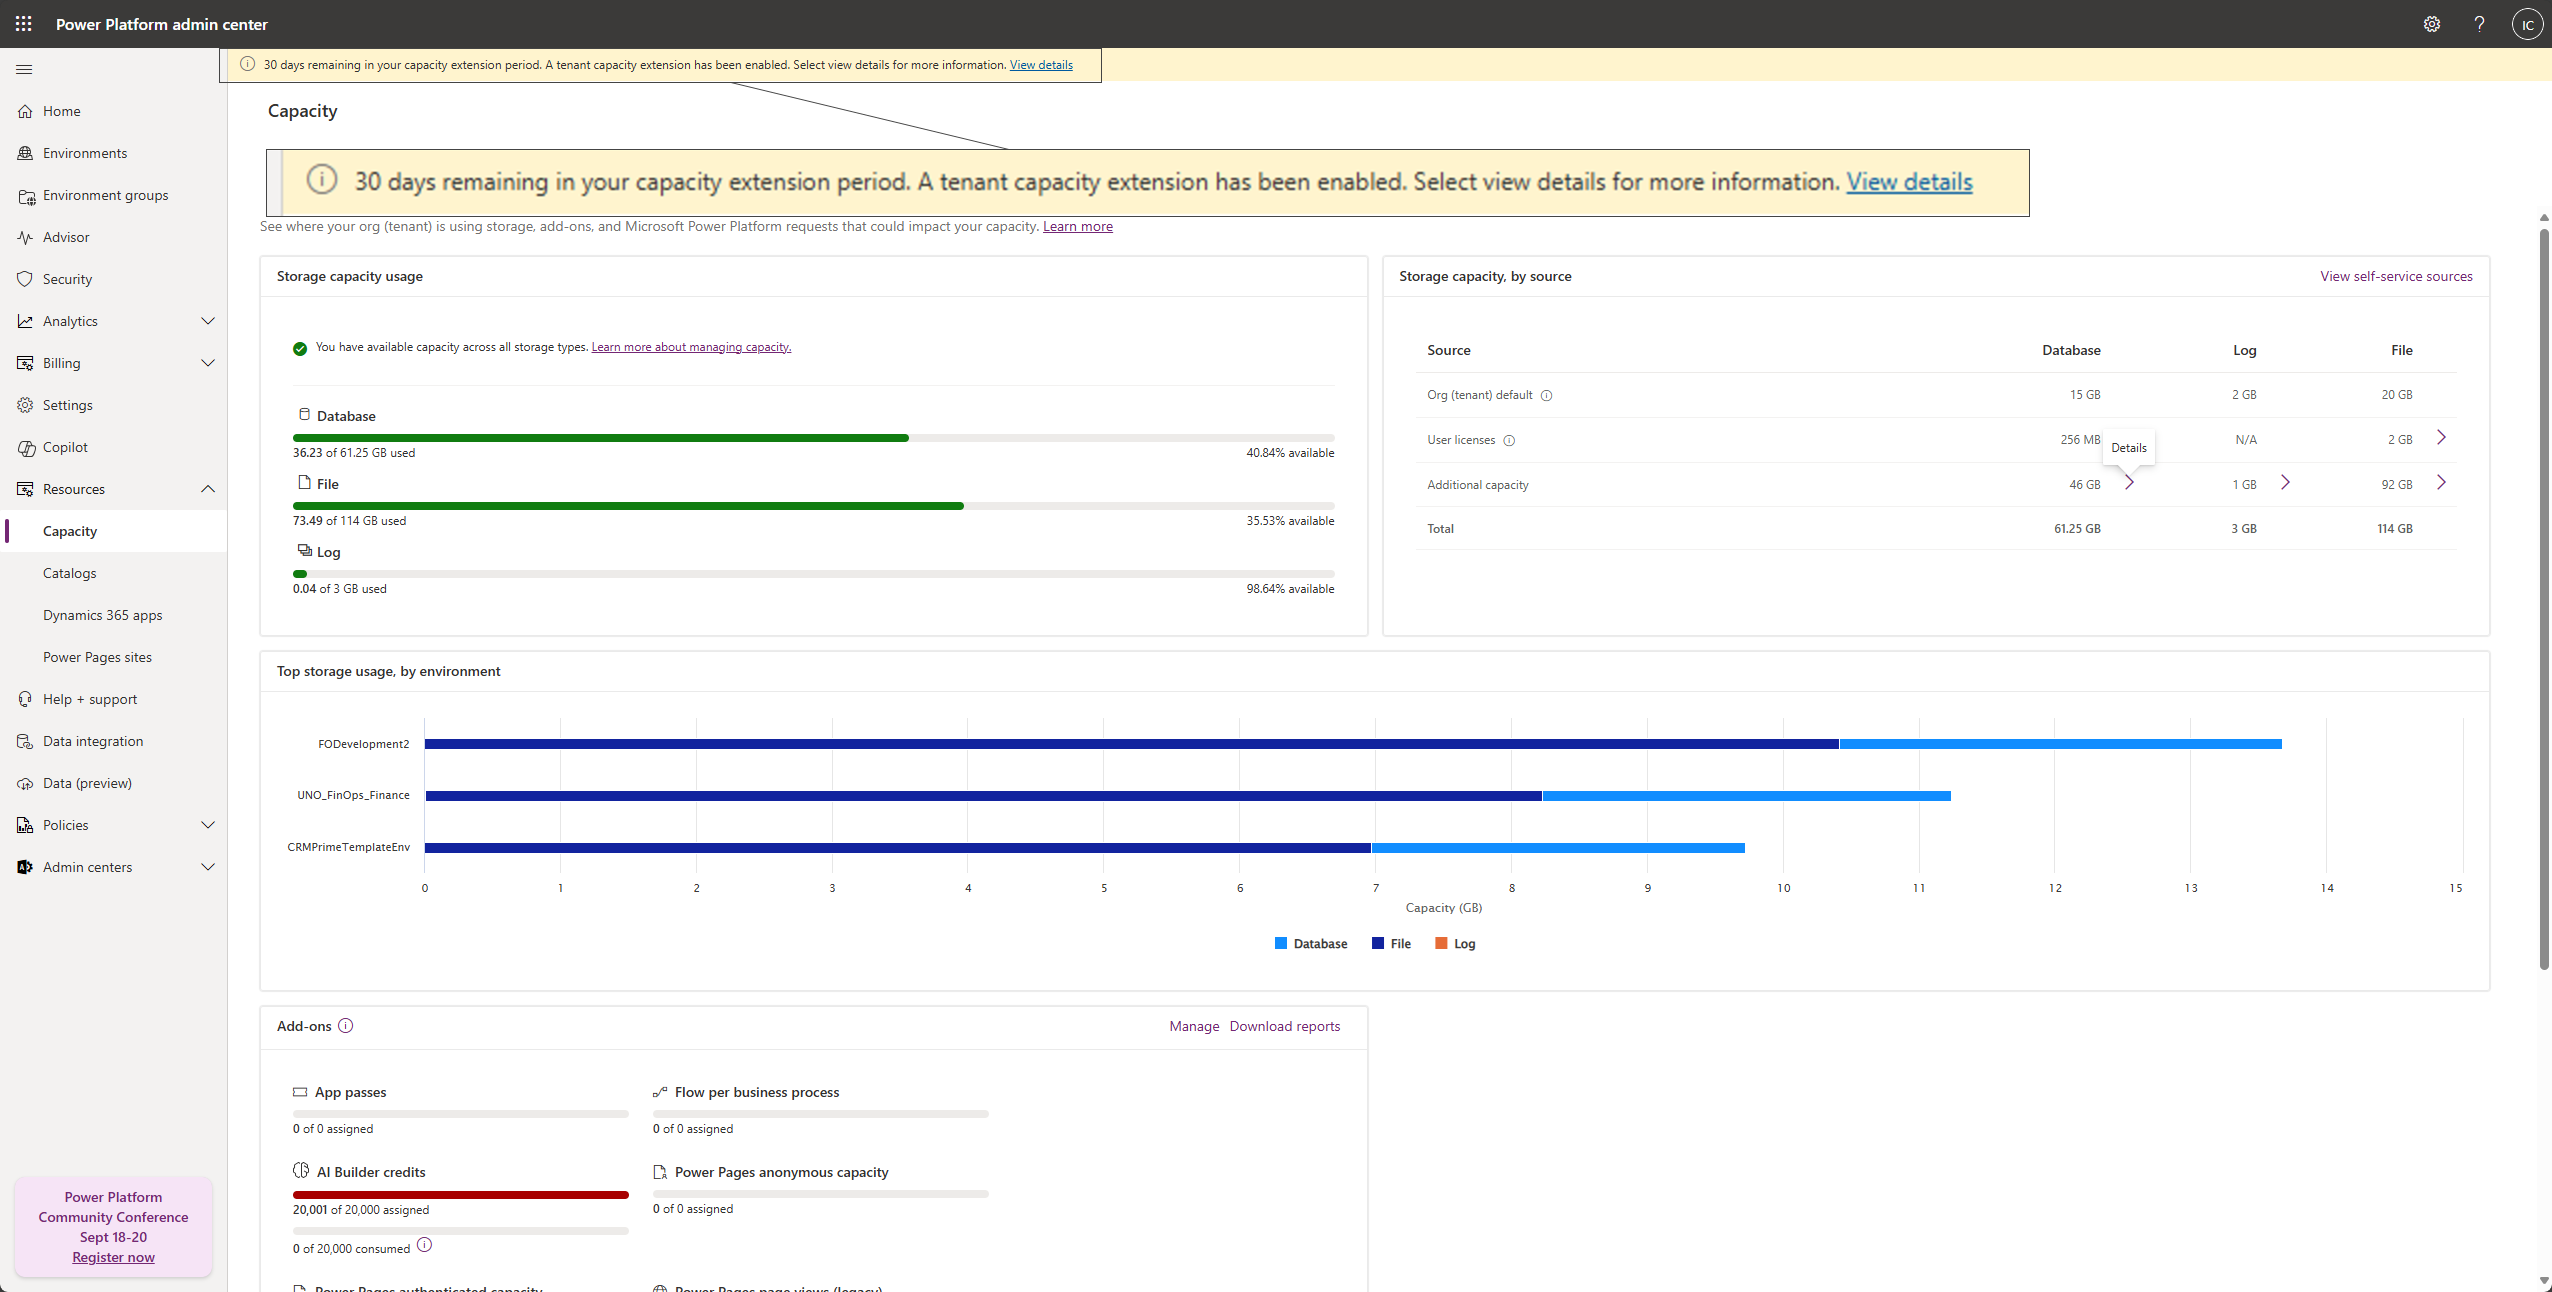 Power Platform admin center
IC
30 days remaining in your capacity extension period. A tenant capacity extension has been enabled. Select view details for more information. View details
Home
Environments
Environment groups
Advisor
Security
Analytics
Billing
Settings
Copilot
Resources
Capacity
Catalogs
Dynamics 365 apps
Power Pages sites
Help + support
Data integration
Data (preview)
Policies
Admin centers
Power Platform
Community Conference
Sept 18-20
Register now
Capacity
30 days remaining in your capacity extension period. A tenant capacity extension has been enabled. Select view details for more information. View details
See where your org (tenant) is using storage, add-ons, and Microsoft Power Platform requests that could impact your capacity. Learn more
Storage capacity usage
You have available capacity across all storage types. Learn more about managing capacity.
Database
36.23 of 61.25 GB used 40.84% available
File
73.49 of 114 GB used 35.53% available
Log
0.04 of 3 GB used 98.64% available
Storage capacity, by source View self-service sources
Source Database Log File
Org (tenant) default 15 GB 2 GB 20 GB
User licenses 256 MB N/A 2 GB
Details
Additional capacity 46 GB 1 GB 92 GB
Total 61.25 GB 3 GB 114 GB
Top storage usage, by environment
FODevelopment2
UNO_FinOps_Finance
CRMPrimeTemplateEnv
0 1 2 3 4 5 6 7 8 9 10 11 12 13 14 15
Capacity (GB)
Database File Log
Add-ons Manage Download reports
App passes Flow per business process
0 of 0 assigned 0 of 0 assigned
AI Builder credits Power Pages anonymous capacity
20,001 of 20,000 assigned 0 of 0 assigned
0 of 20,000 consumed
Power Pages authenticated capacity Power Pages page views (legacy)